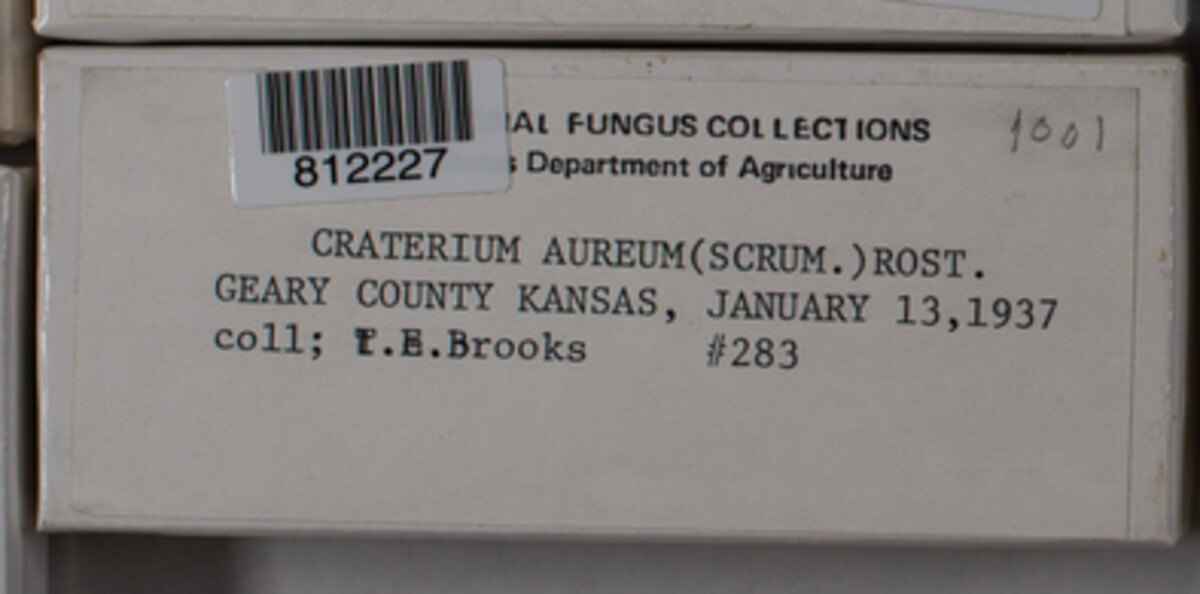 FUNGUS COLLECTIONS 1001
812227 Department of Agriculture
CRATERIUM AUREUM(SCRUM.)ROST.
GEARY COUNTY KANSAS, JANUARY 13,1937
coll; T.E.Brooks #283